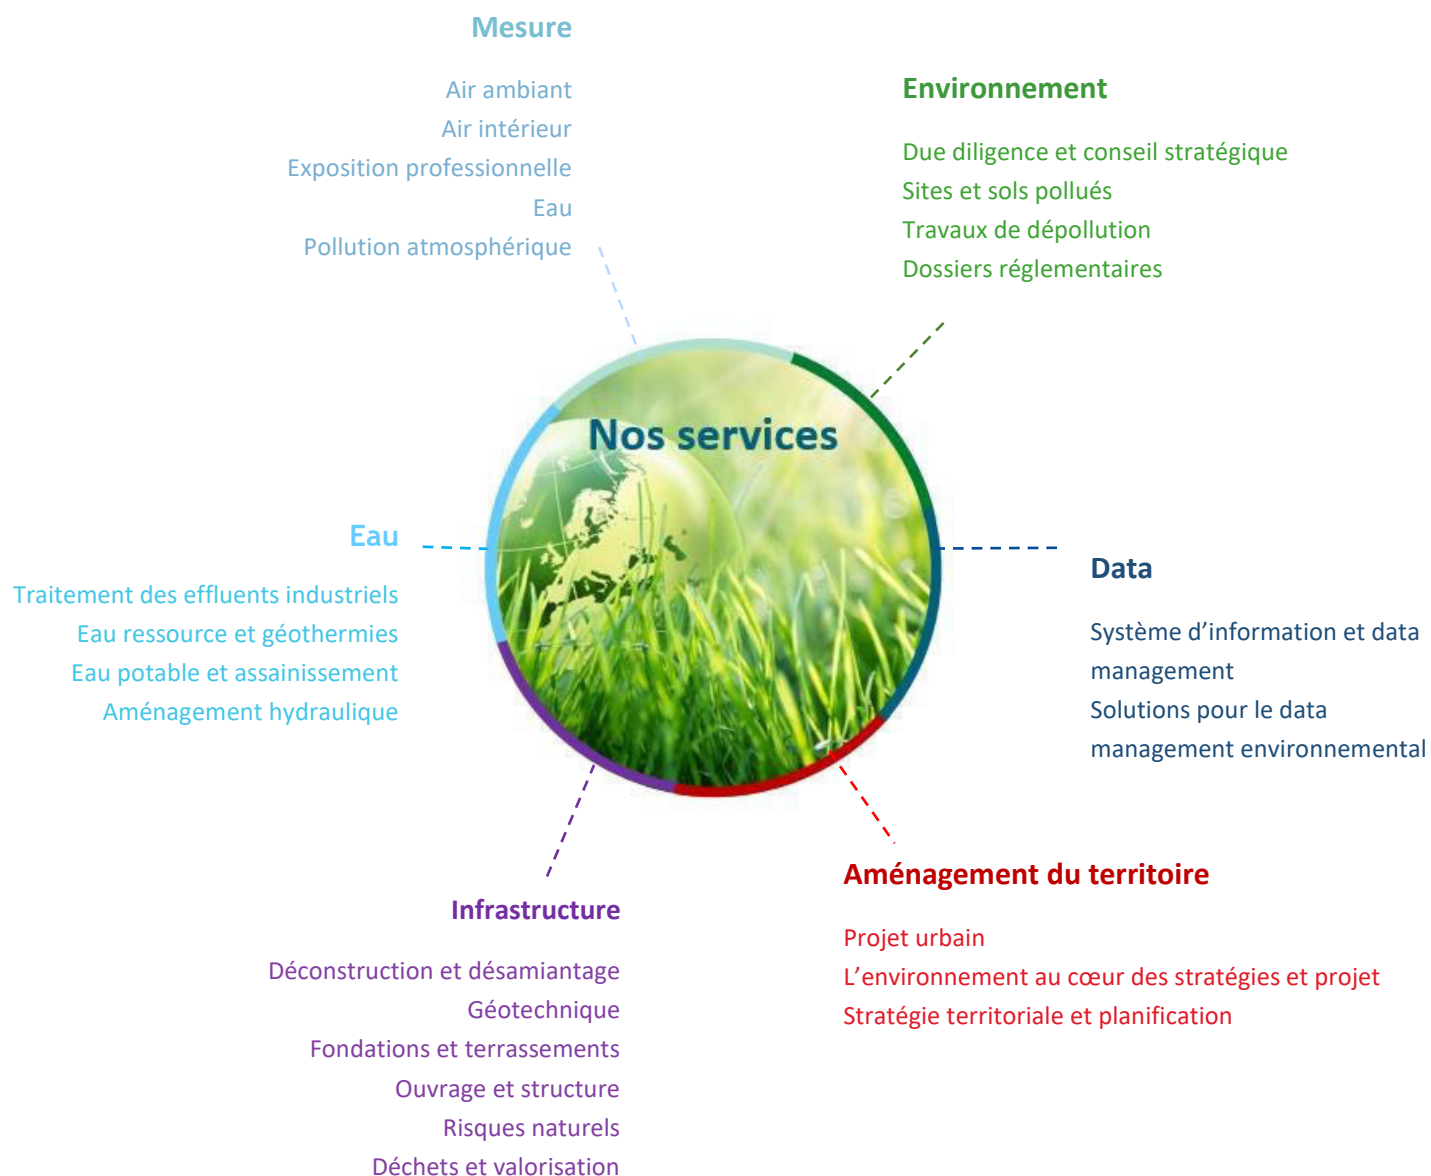 Mesure
Air ambiant
Air intérieur
Exposition professionnelle
Eau
Pollution atmosphérique
Environnement
Due diligence et conseil stratégique
Sites et sols pollués
Travaux de dépollution
Dossiers réglementaires
Nos services
Eau
Traitement des effluents industriels
Eau ressource et géothermies
Eau potable et assainissement
Aménagement hydraulique
Data
Système d’information et data
management
Solutions pour le data
management environnemental
Infrastructure
Déconstruction et désamiantage
Géotechnique
Fondations et terrassements
Ouvrage et structure
Risques naturels
Déchets et valorisation
Aménagement du territoire
Projet urbain
L’environnement au cœur des stratégies et projet
Stratégie territoriale et planification